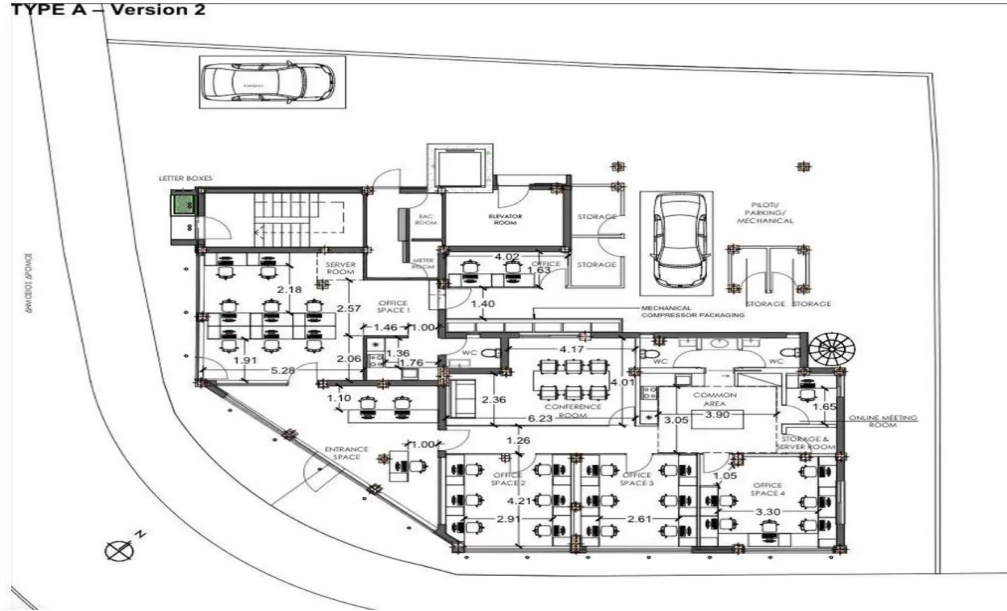 TYPE A – Version 2
LETTER BOXES
EAC
ROOM
ELEVATOR
ROOM
STORAGE
PILOTI/
PARKING/
MECHANICAL
SERVER
ROOM
METER
ROOM
4.02
OFFICE
1.63
STORAGE
2.18
2.57
OFFICE
SPACE 1
1.40
STORAGE
STORAGE
MECHANICAL
COMPRESSOR PACKAGING
1.46
1.00
1.91
2.06
1.36
1.76
5.28
WC
4.17
4.01
WC
WC
1.10
2.36
CONFERENCE
ROOM
6.23
3.05
COMMON
AREA
3.90
1.65
ONLINE MEETING
ROOM
STORAGE &
SERVER ROOM
ENTRANCE
SPACE
1.00
1.26
OFFICE
SPACE 2
OFFICE
SPACE 3
1.05
OFFICE
SPACE 4
4.21
2.91
2.61
3.30
N